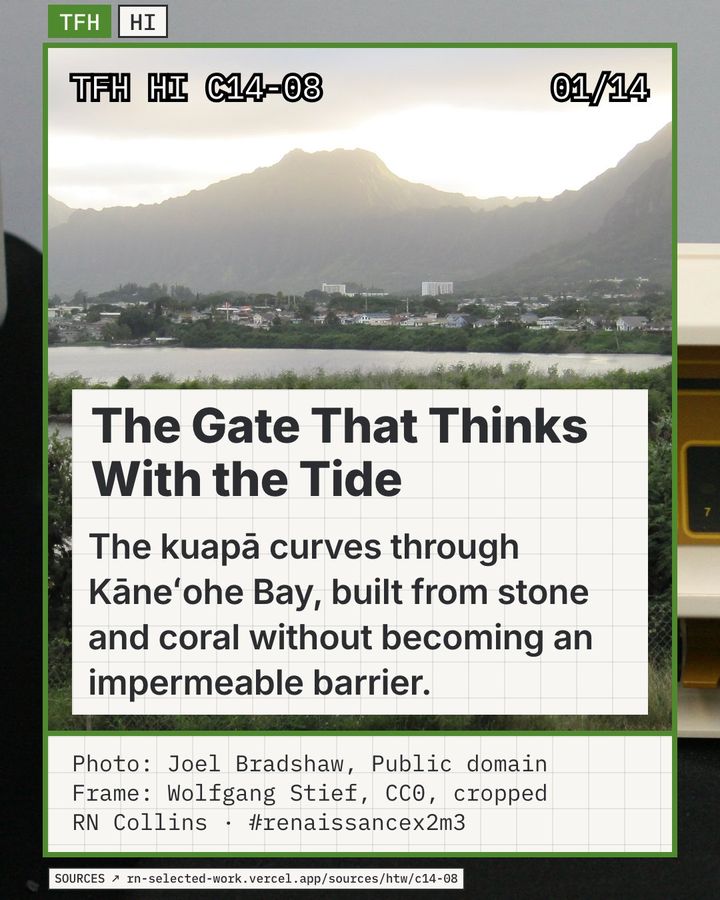 TFH HI
TFH HI C14-08
01/14
The Gate That Thinks
With the Tide
The kuapā curves through
Kāneʻohe Bay, built from stone
and coral without becoming an
impermeable barrier.
7
Photo: Joel Bradshaw, Public domain
Frame: Wolfgang Stief, CC0, cropped
RN Collins · #renaissancex2m3
SOURCES ↗ rn-selected-work.vercel.app/sources/htw/c14-08